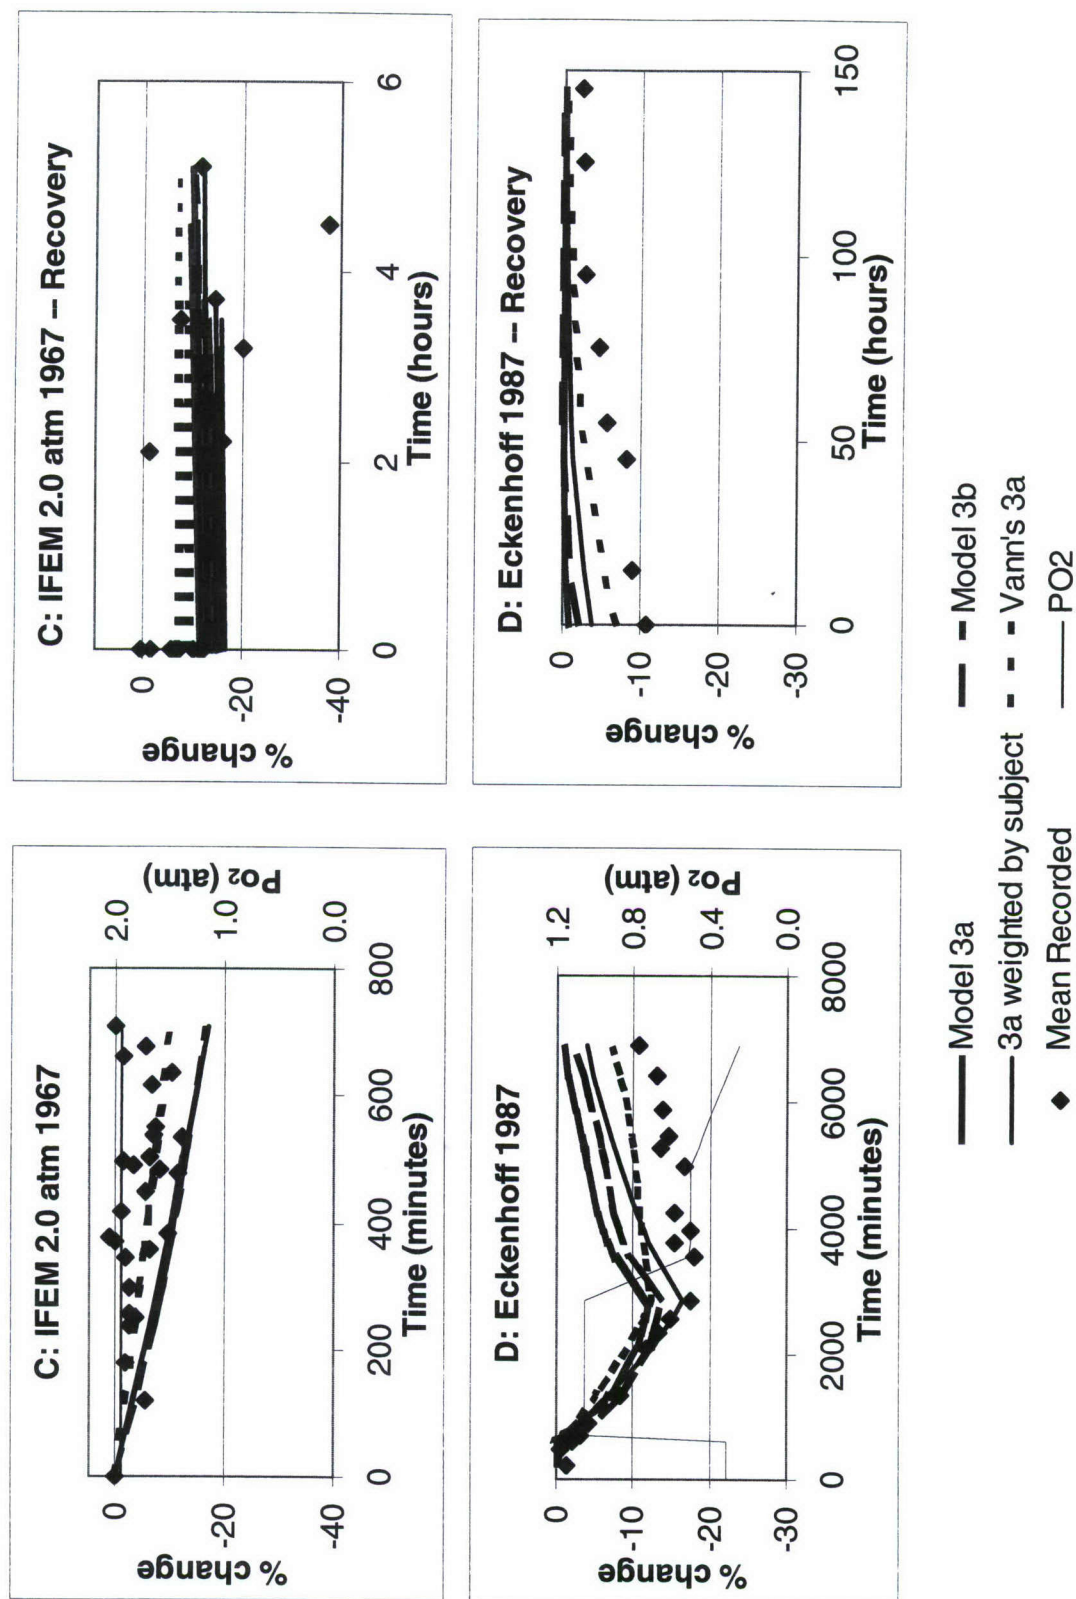 C: IFEM 2.0 atm 1967
% change
0
-20
-40
0
200
400
600
800
Time (minutes)
2.0
1.0
0.0
PO2 (atm)
C: IFEM 2.0 atm 1967 -- Recovery
% change
0
-20
-40
0
2
4
6
Time (hours)
D: Eckenhoff 1987
% change
0
-10
-20
-30
0
2000
4000
6000
8000
Time (minutes)
1.2
0.8
0.4
0.0
PO2 (atm)
D: Eckenhoff 1987 -- Recovery
% change
0
-10
-20
-30
0
50
100
150
Time (hours)
Model 3a
Model 3b
3a weighted by subject
Vann's 3a
Mean Recorded
PO2